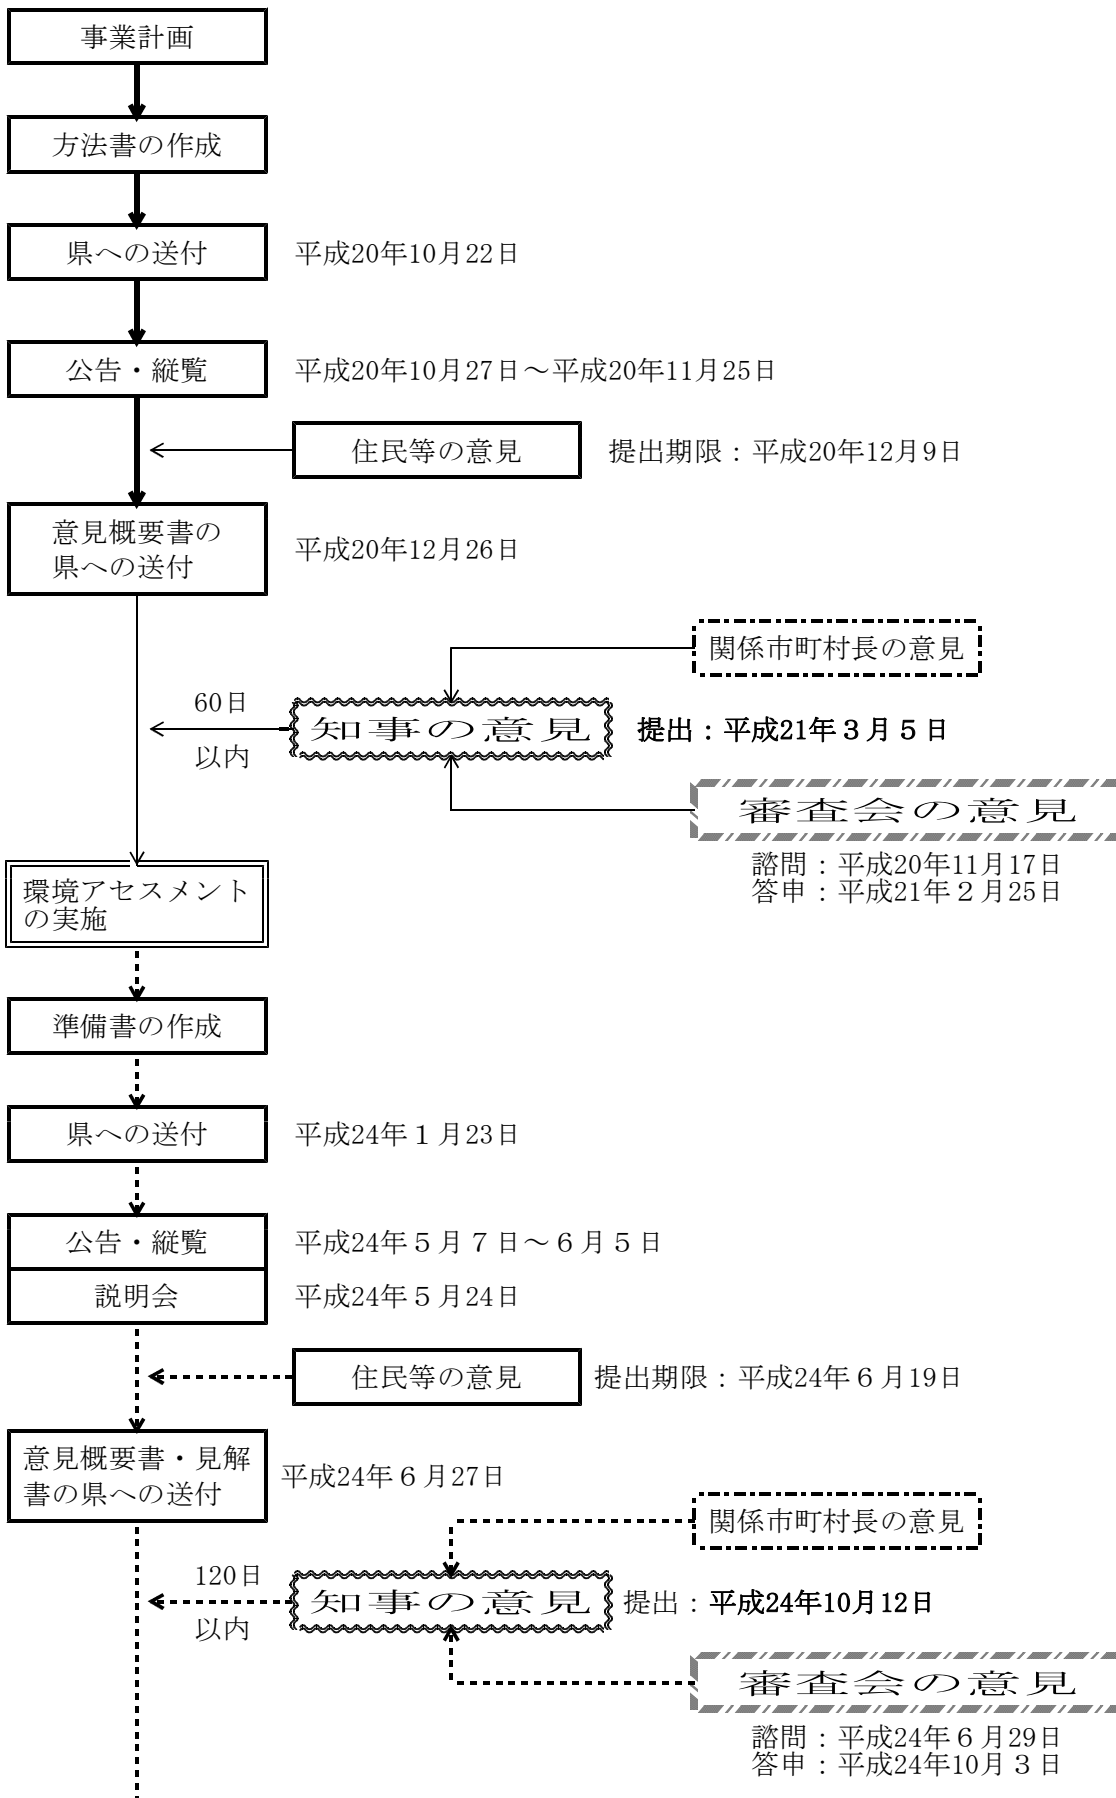 事業計画
方法書の作成
県への送付 平成20年10月22日
公告・縦覧 平成20年10月27日～平成20年11月25日
住民等の意見 提出期限：平成20年12月9日
意見概要書の
県への送付
平成20年12月26日
関係市町村長の意見
60日
以内
知事の意見 提出：平成21年３月５日
審査会の意見
諮問：平成20年11月17日
答申：平成21年２月25日
環境アセスメント
の実施
準備書の作成
県への送付 平成24年１月23日
公告・縦覧 平成24年５月７日～６月５日
説明会 平成24年５月24日
住民等の意見 提出期限：平成24年６月19日
意見概要書・見解
書の県への送付
平成24年６月27日
関係市町村長の意見
120日
以内
知事の意見 提出：平成24年10月12日
審査会の意見
諮問：平成24年６月29日
答申：平成24年10月３日